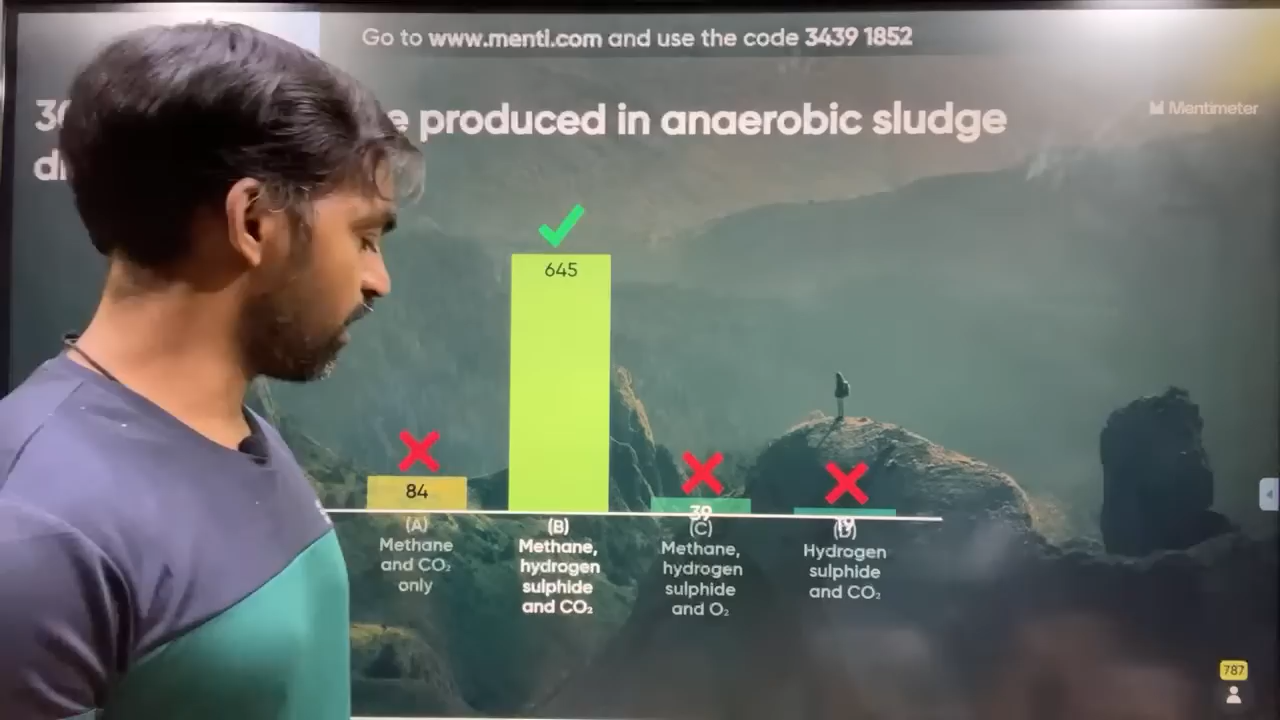 Go to www.menti.com and use the code 3439 1852
produced in anaerobic sludge
Mentimeter
645
84
39
(A)
Methane
and CO₂
only
(B)
Methane,
hydrogen
sulphide
and CO₂
(C)
Methane,
hydrogen
sulphide
and O₂
(D)
Hydrogen
sulphide
and CO₂
787